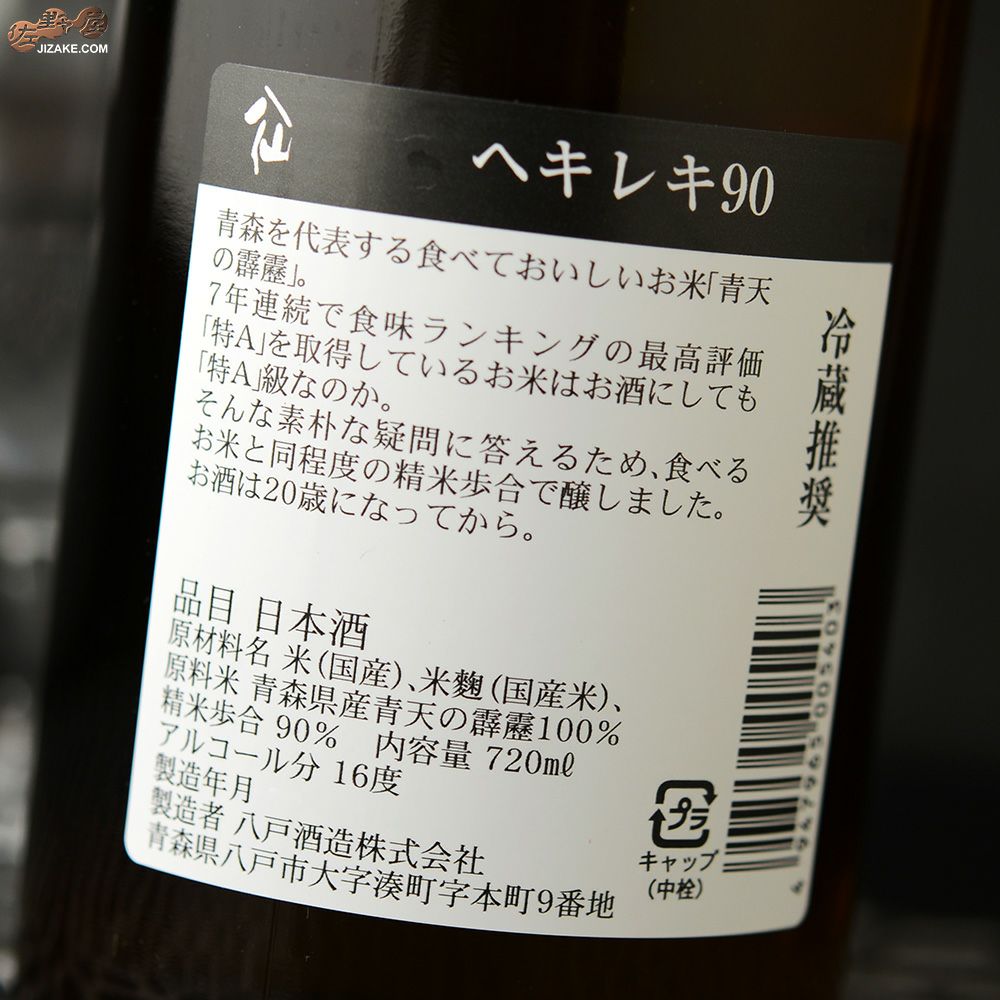 佐野屋
JIZAKE.COM
八仙
ヘキレキ90
青森を代表する食べておいしいお米「青天
の霹靂」。
7年連続で食味ランキングの最高評価
「特A」を取得しているお米はお酒にしても
「特A」級なのか。
そんな素朴な疑問に答えるため、食べる
お米と同程度の精米歩合で醸しました。
お酒は20歳になってから。
冷蔵推奨
品目 日本酒
原材料名 米(国産)、米麴(国産米)、
原料米 青森県産青天の霹靂100%
精米歩合 90% 内容量 720mℓ
アルコール分 16度
製造年月
製造者 八戸酒造株式会社
青森県八戸市大字湊町字本町9番地
プラ
キャップ
(中栓)